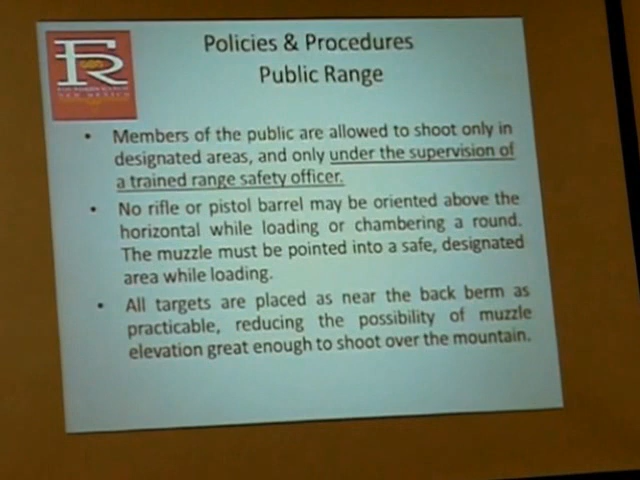 Policies & Procedures
Public Range
• Members of the public are allowed to shoot only in
designated areas, and only under the supervision of
a trained range safety officer.
• No rifle or pistol barrel may be oriented above the
horizontal while loading or chambering a round.
The muzzle must be pointed into a safe, designated
area while loading.
• All targets are placed as near the back berm as
practicable, reducing the possibility of muzzle
elevation great enough to shoot over the mountain.
FR
NEW MEXICO